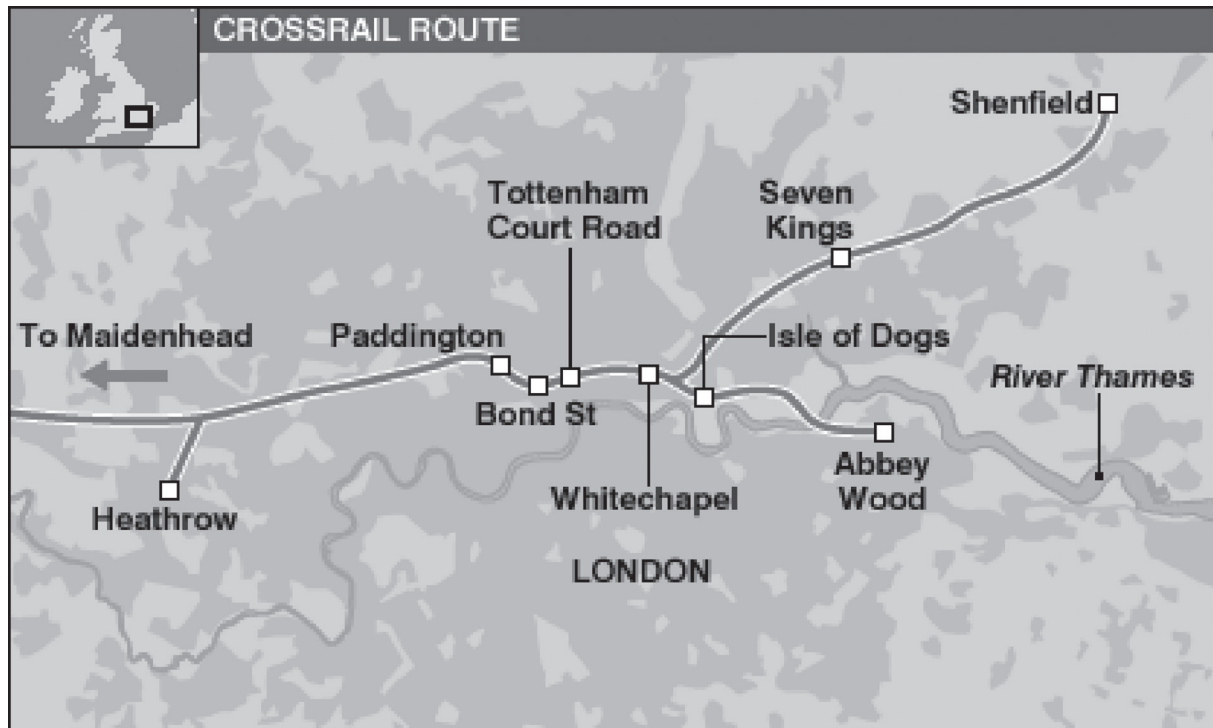 CROSSRAIL ROUTE
Shenfield
Tottenham
Court Road
Seven
Kings
To Maidenhead
Paddington
Isle of Dogs
River Thames
Bond St
Abbey
Wood
Whitechapel
Heathrow
LONDON